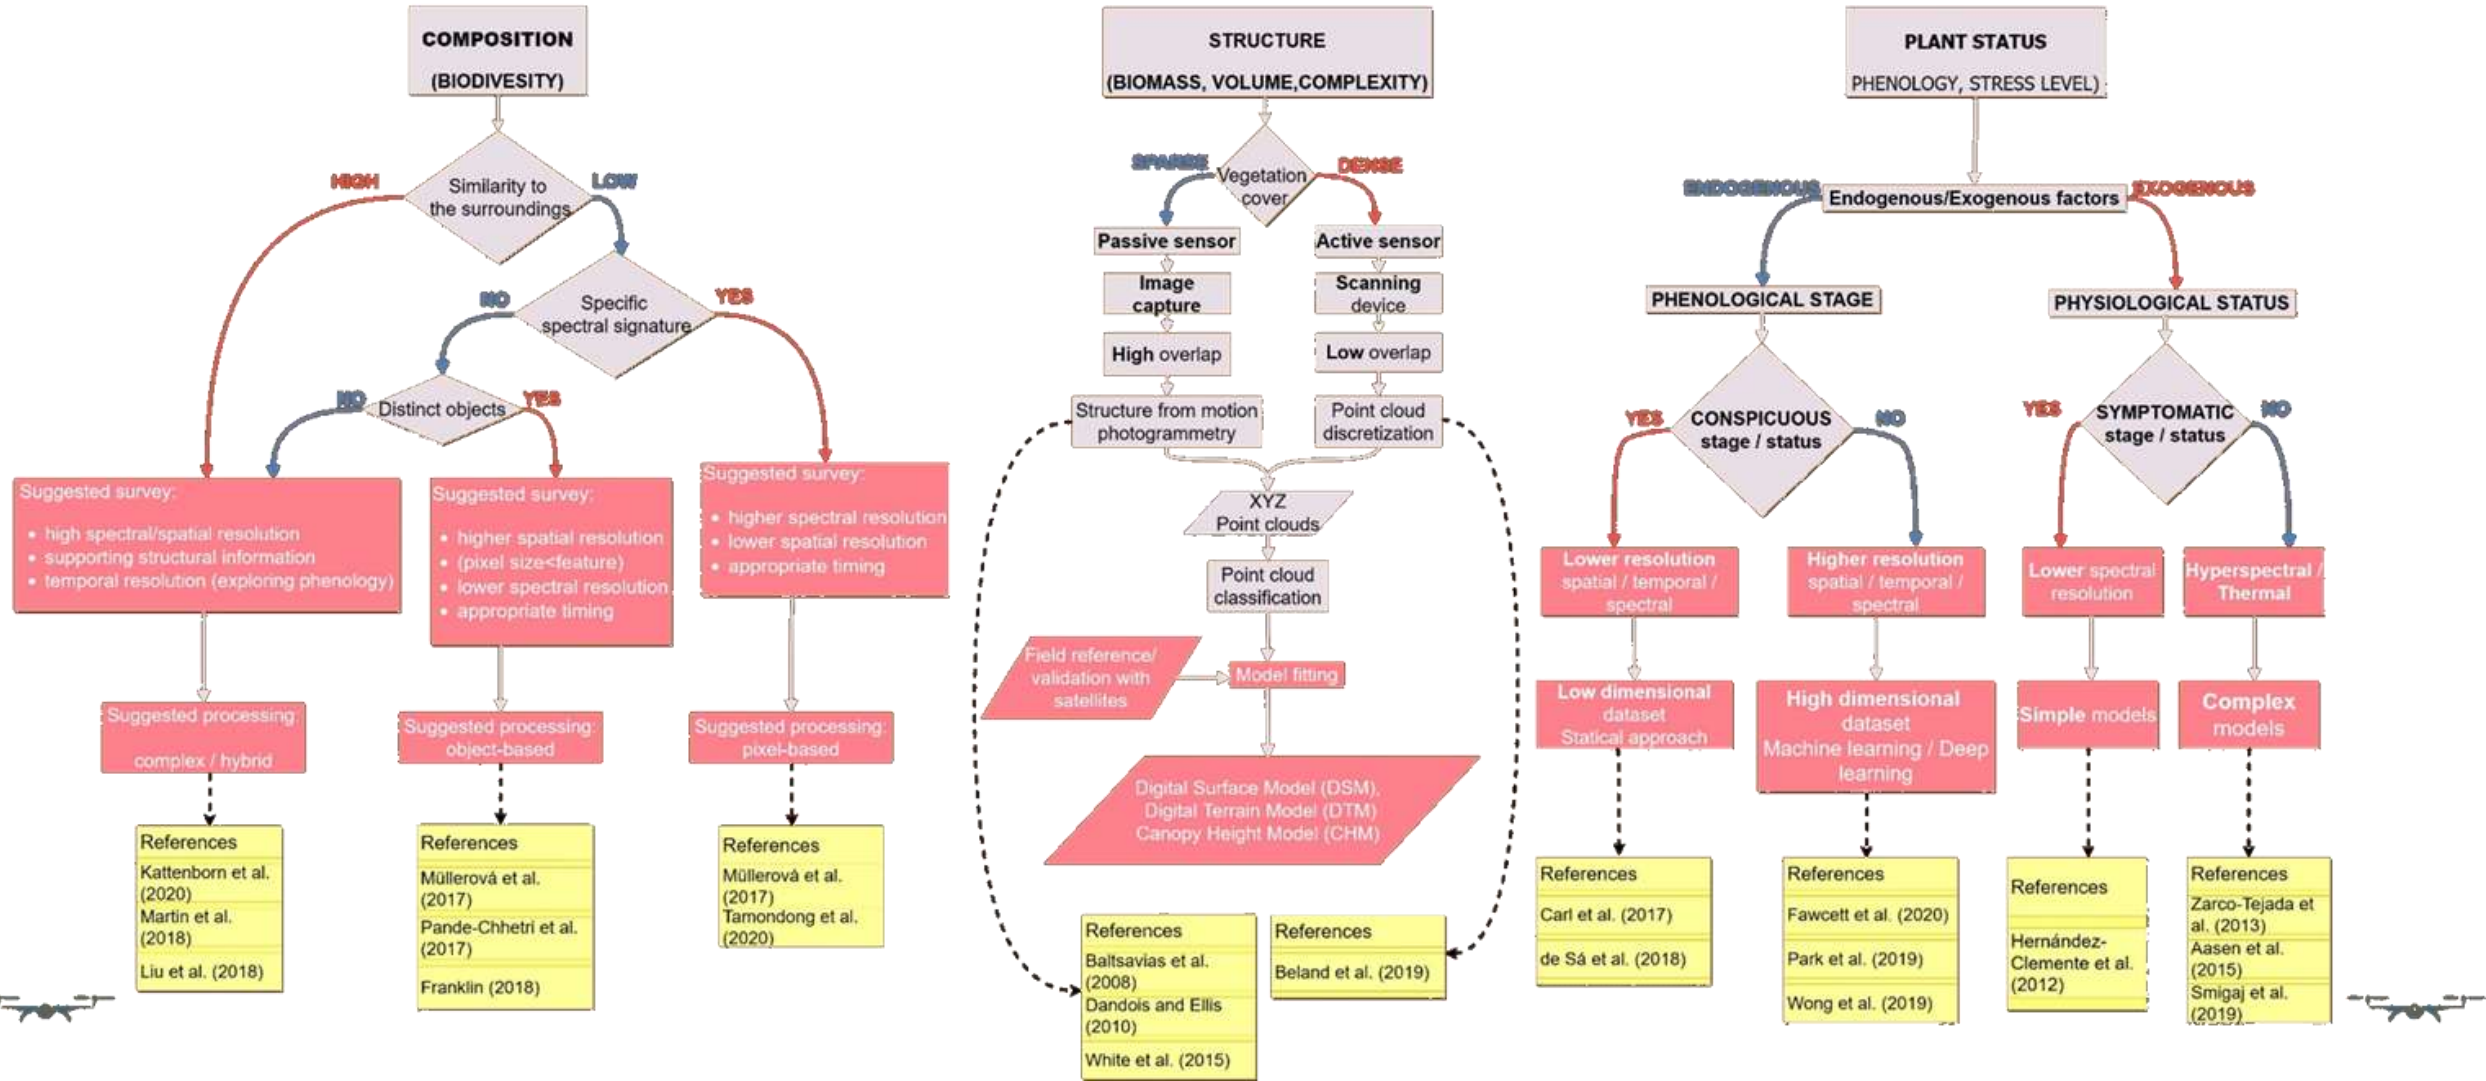 COMPOSITION
(BIODIVESITY)
Similarity to
the surroundings
HIGH
LOW
Specific
spectral signature
NO
YES
Distinct objects
NO
YES
Suggested survey:
• high spectral/spatial resolution
• supporting structural information
• temporal resolution (exploring phenology)
Suggested survey:
• higher spatial resolution
• (pixel size<feature)
• lower spectral resolution
• appropriate timing
Suggested survey:
• higher spectral resolution
• lower spatial resolution
• appropriate timing
Suggested processing:
complex / hybrid
Suggested processing:
object-based
Suggested processing:
pixel-based
References
Kattenborn et al.
(2020)
Martin et al.
(2018)
Liu et al. (2018)
References
Müllerová et al.
(2017)
Pande-Chhetri et al.
(2017)
Franklin (2018)
References
Müllerová et al.
(2017)
Tamondong et al.
(2020)
STRUCTURE
(BIOMASS, VOLUME,COMPLEXITY)
SPARSE
DENSE
Vegetation
cover
Passive sensor
Image
capture
High overlap
Structure from motion
photogrammetry
Active sensor
Scanning
device
Low overlap
Point cloud
discretization
XYZ
Point clouds
Point cloud
classification
Field reference/
validation with
satellites
Model fitting
Digital Surface Model (DSM),
Digital Terrain Model (DTM)
Canopy Height Model (CHM)
References
Baltsavias et al.
(2008)
Dandois and Ellis
(2010)
White et al. (2015)
References
Beland et al. (2019)
PLANT STATUS
PHENOLOGY, STRESS LEVEL)
ENDOGENOUS
EXOGENOUS
Endogenous/Exogenous factors
PHENOLOGICAL STAGE
PHYSIOLOGICAL STATUS
YES
CONSPICUOUS
stage / status
NO
YES
SYMPTOMATIC
stage / status
NO
Lower resolution
spatial / temporal /
spectral
Higher resolution
spatial / temporal /
spectral
Lower spectral
resolution
Hyperspectral /
Thermal
Low dimensional
dataset
Statical approach
High dimensional
dataset
Machine learning / Deep
learning
Simple models
Complex
models
References
Carl et al. (2017)
de Sá et al. (2018)
References
Fawcett et al. (2020)
Park et al. (2019)
Wong et al. (2019)
References
Hernández-
Clemente et al.
(2012)
References
Zarco-Tejada et
al. (2013)
Aasen et al.
(2015)
Smigaj et al.
(2019)